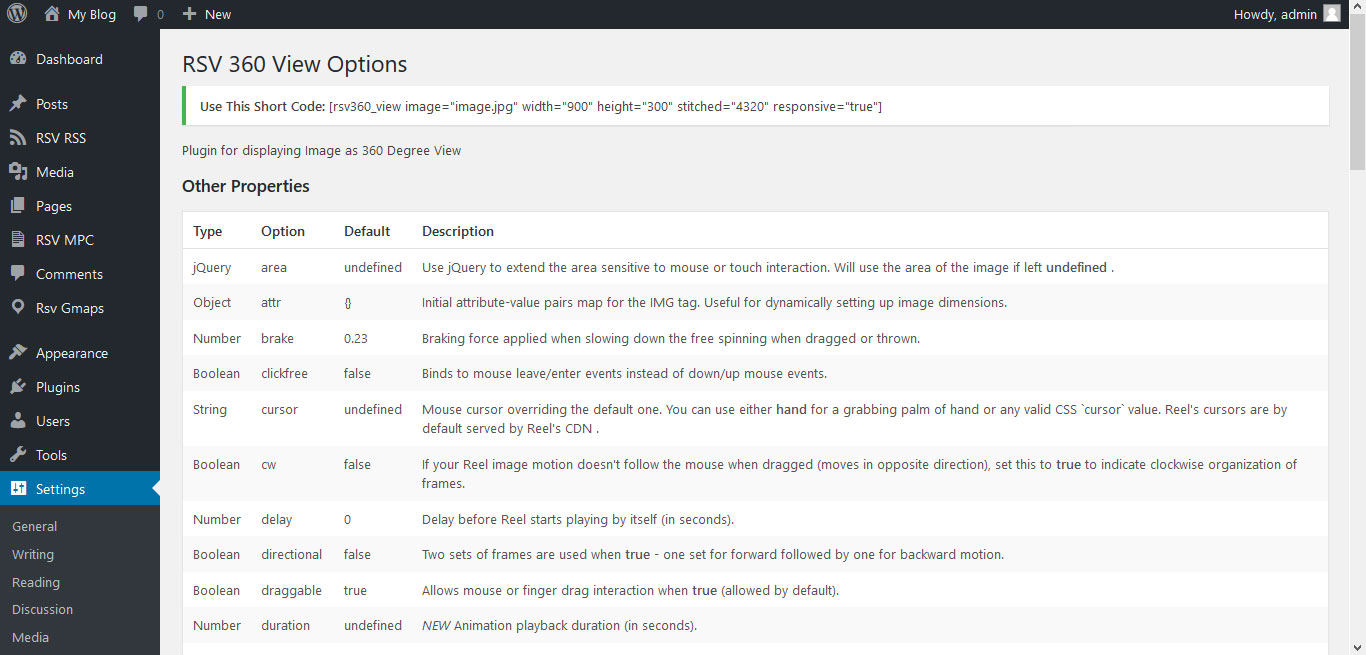 My Blog 0 New Howdy, admin
Dashboard
Posts
RSV RSS
Media
Pages
RSV MPC
Comments
Rsv Gmaps
Appearance
Plugins
Users
Tools
Settings
General
Writing
Reading
Discussion
Media
RSV 360 View Options
Use This Short Code: [rsv360_view image="image.jpg" width="900" height="300" stitched="4320" responsive="true"]
Plugin for displaying Image as 360 Degree View
Other Properties
Type Option Default Description
jQuery area undefined Use jQuery to extend the area sensitive to mouse or touch interaction. Will use the area of the image if left undefined .
Object attr {} Initial attribute-value pairs map for the IMG tag. Useful for dynamically setting up image dimensions.
Number brake 0.23 Braking force applied when slowing down the free spinning when dragged or thrown.
Boolean clickfree false Binds to mouse leave/enter events instead of down/up mouse events.
String cursor undefined Mouse cursor overriding the default one. You can use either hand for a grabbing palm of hand or any valid CSS `cursor` value. Reel's cursors are by
default served by Reel's CDN .
Boolean cw false If your Reel image motion doesn't follow the mouse when dragged (moves in opposite direction), set this to true to indicate clockwise organization of
frames.
Number delay 0 Delay before Reel starts playing by itself (in seconds).
Boolean directional false Two sets of frames are used when true - one set for forward followed by one for backward motion.
Boolean draggable true Allows mouse or finger drag interaction when true (allowed by default).
Number duration undefined NEW Animation playback duration (in seconds).